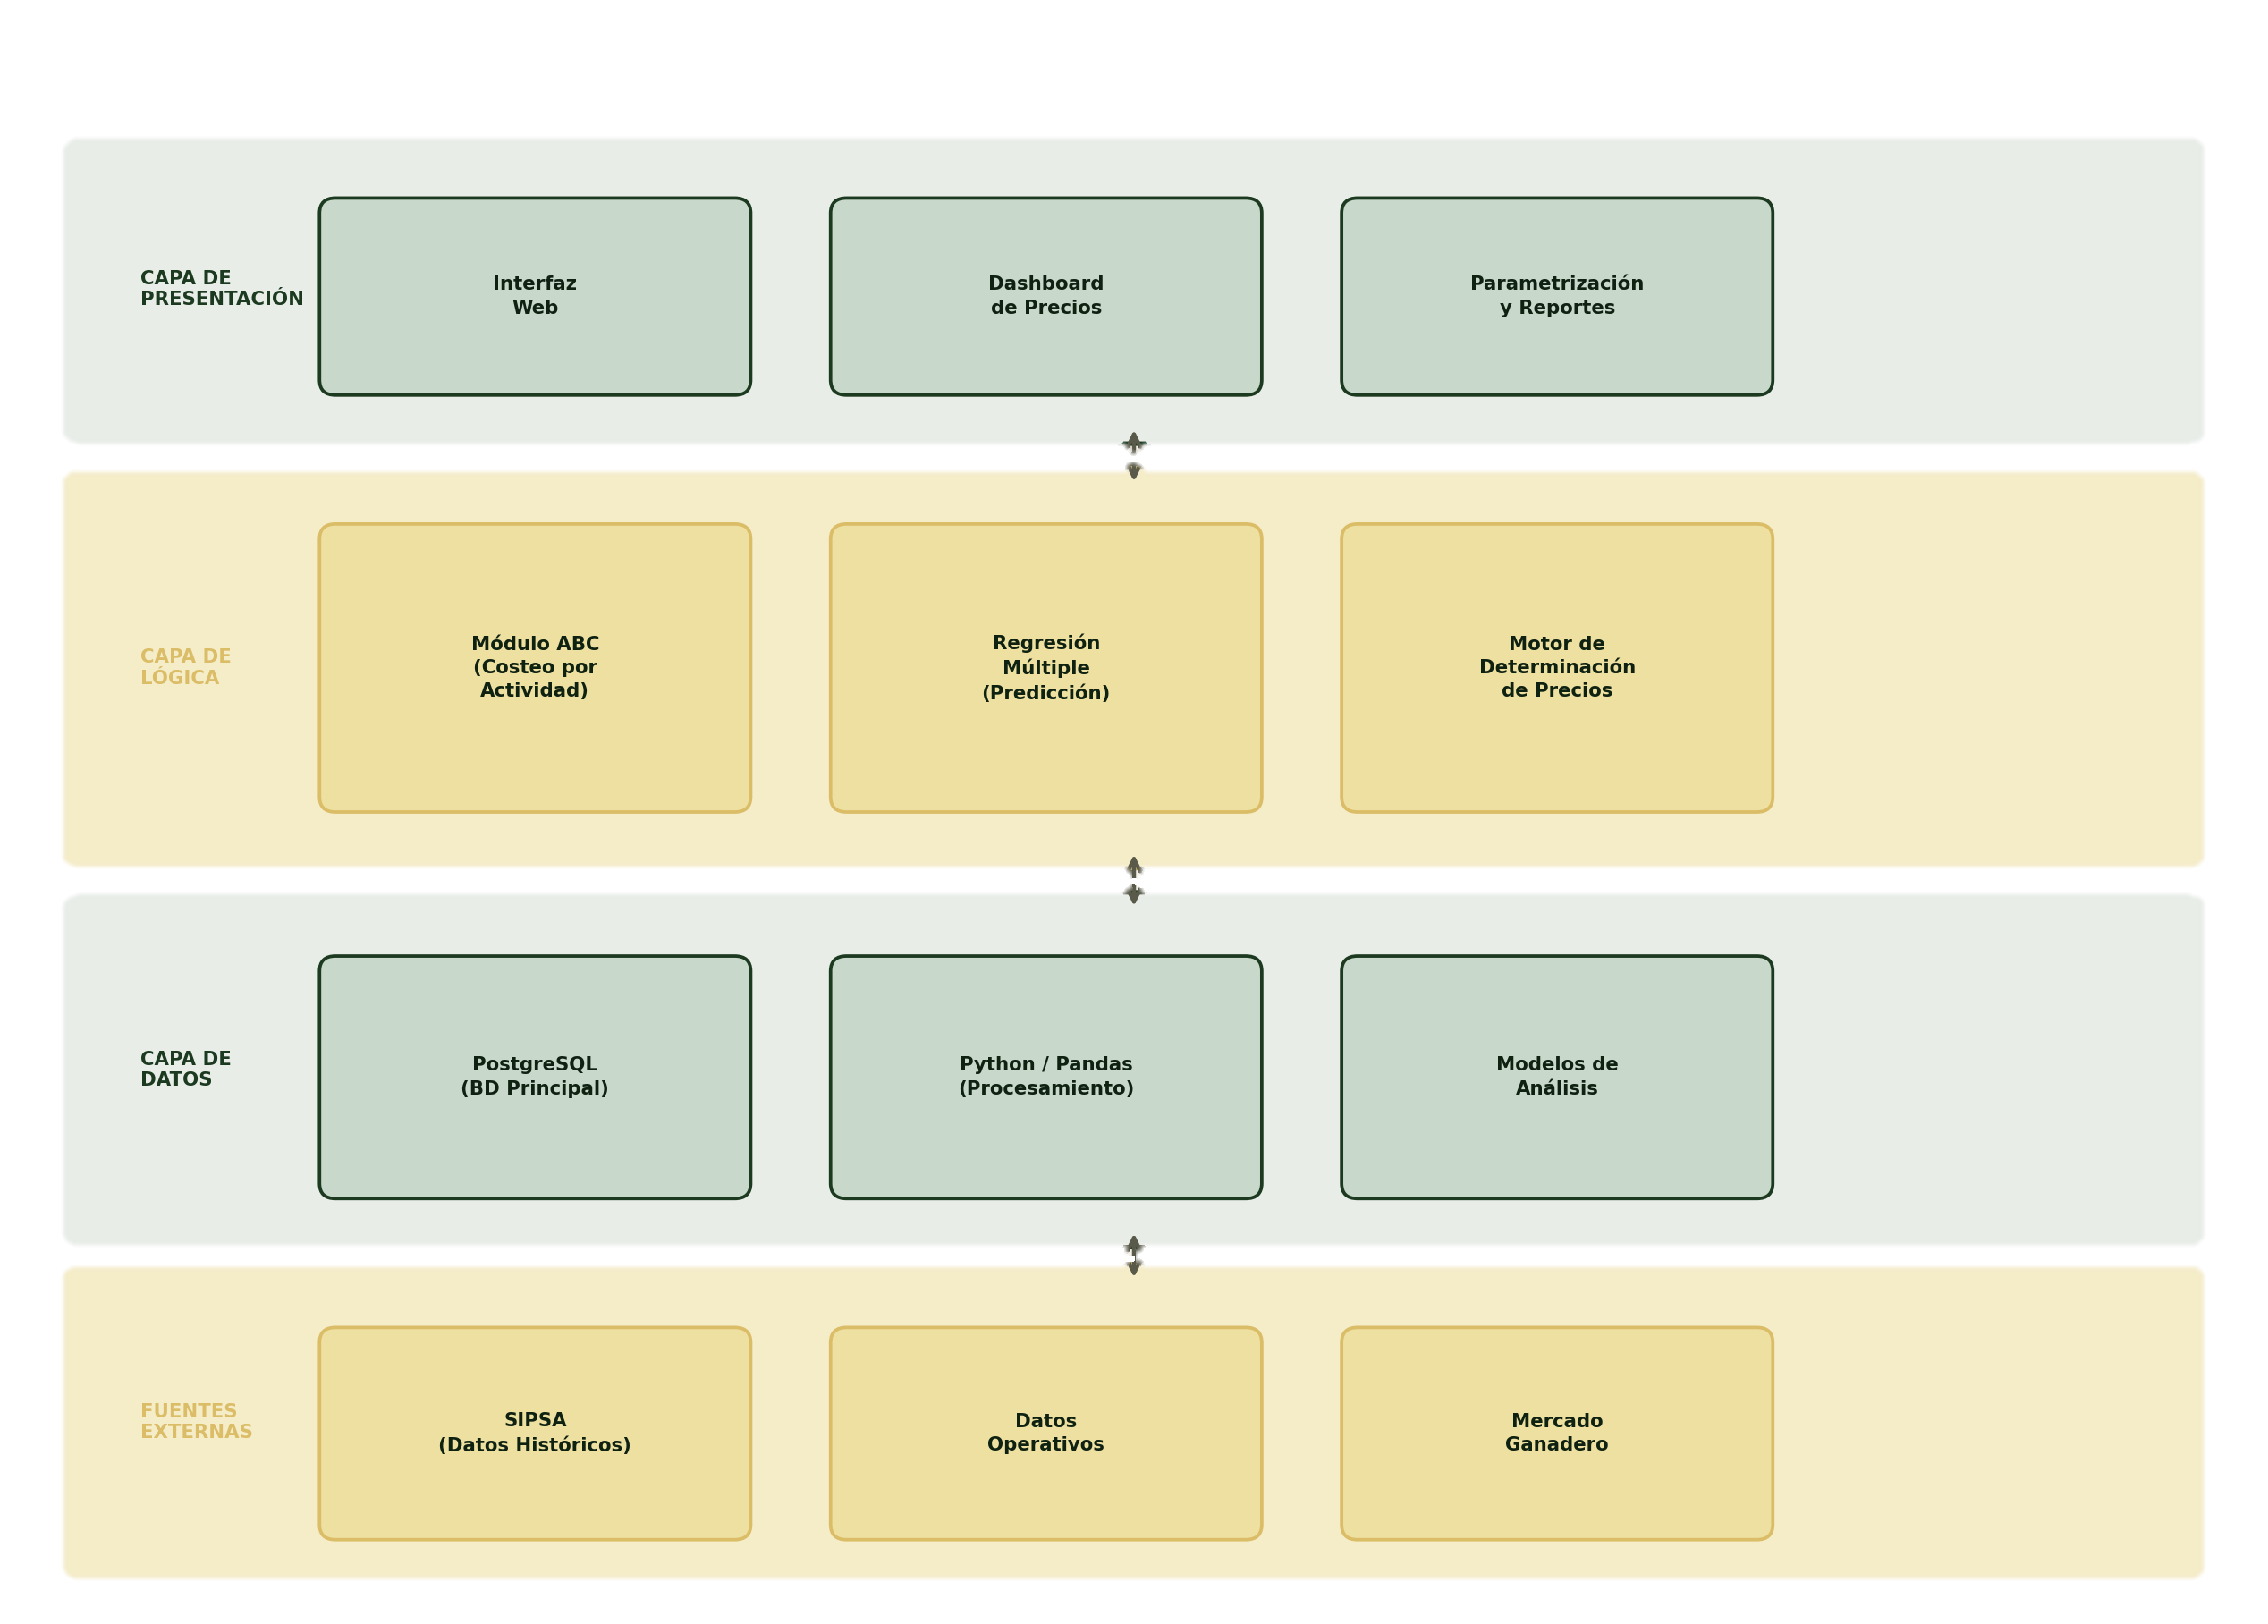 CAPA DE
PRESENTACIÓN
Interfaz
Web
Dashboard
de Precios
Parametrización
y Reportes
CAPA DE
LÓGICA
Módulo ABC
(Costeo por
Actividad)
Regresión
Múltiple
(Predicción)
Motor de
Determinación
de Precios
CAPA DE
DATOS
PostgreSQL
(BD Principal)
Python / Pandas
(Procesamiento)
Modelos de
Análisis
FUENTES
EXTERNAS
SIPSA
(Datos Históricos)
Datos
Operativos
Mercado
Ganadero